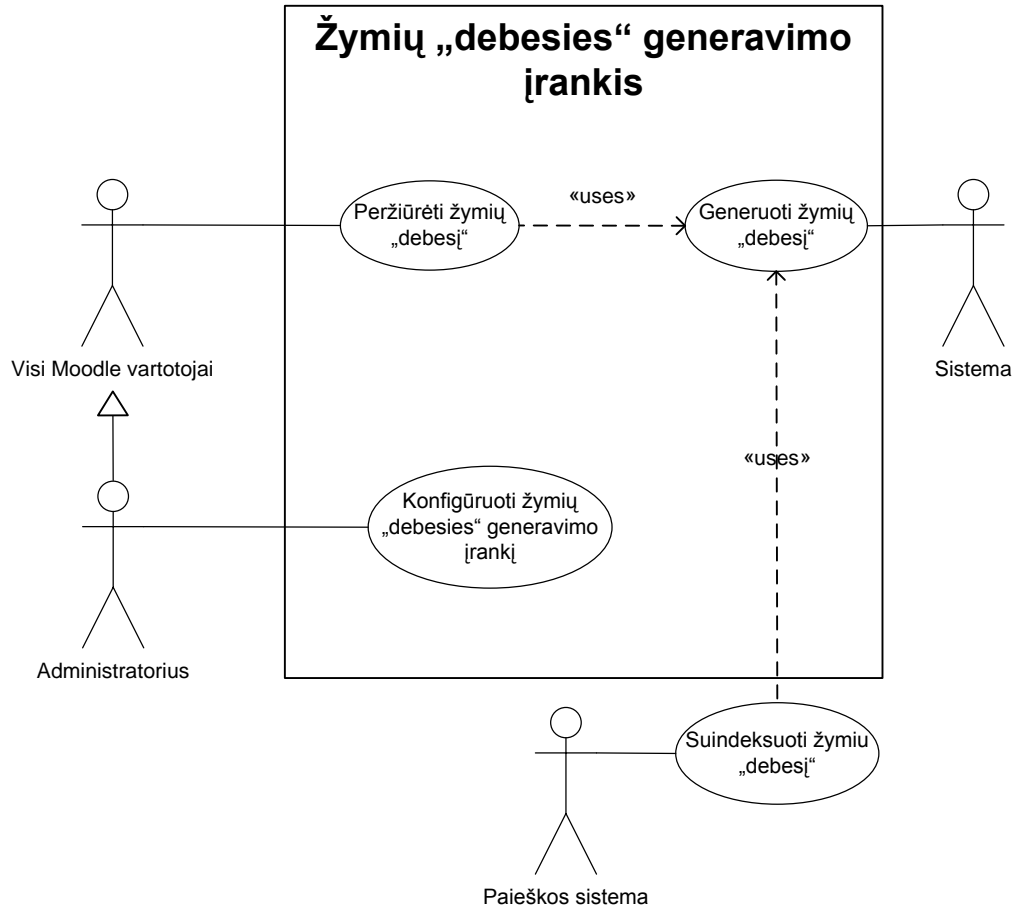 Žymių „debesies“ generavimo
įrankis
Peržiūrėti žymių
„debesį“
«uses»
Generuoti žymių
„debesį“
Visi Moodle vartotojai
Sistema
«uses»
Konfigūruoti žymių
„debesies“ generavimo
įrankį
Administratorius
Suindeksuoti žymiu
„debesį“
Paieškos sistema